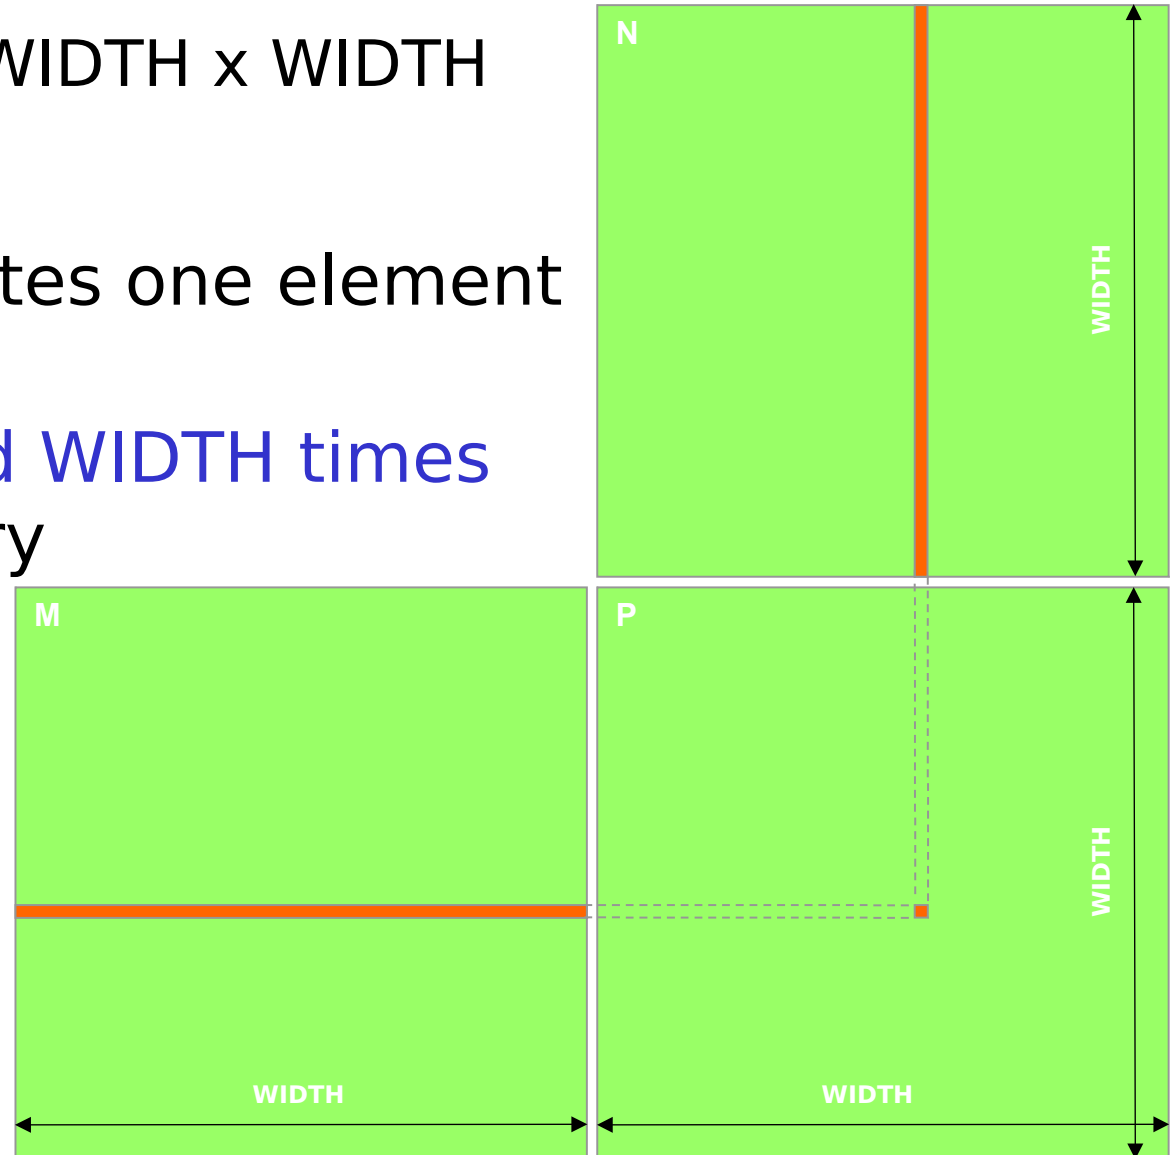 WIDTH x WIDTH
tes one element
d WIDTH times
ry
N
WIDTH
M
P
WIDTH
WIDTH
WIDTH